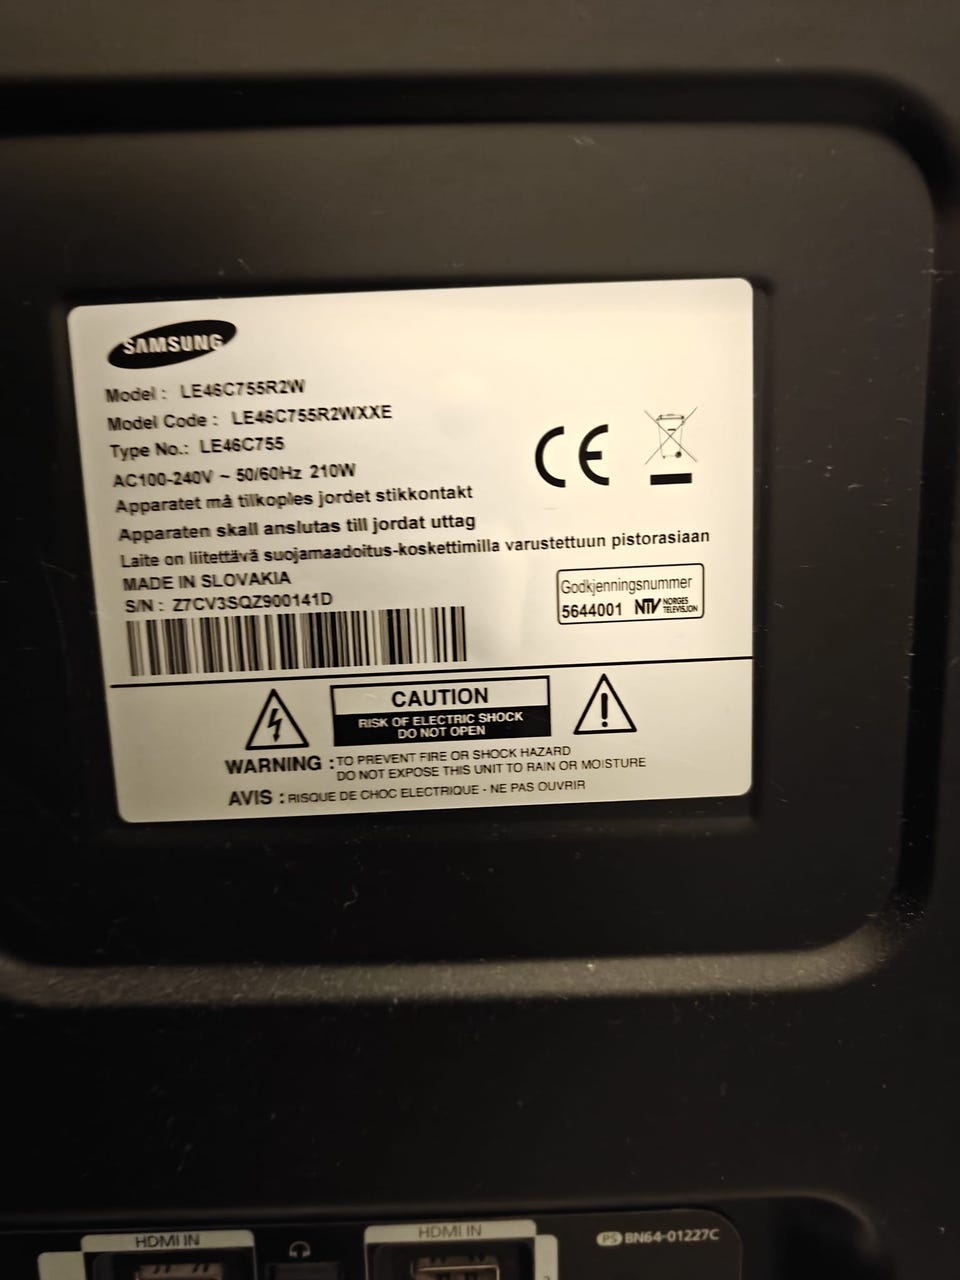 SAMSUNG
Model : LE46C755R2W
Model Code : LE46C755R2WXXE
Type No.: LE46C755
AC100-240V ~ 50/60Hz 210W
Apparatet må tilkoples jordet stikkontakt
Apparaten skall anslutas till jordat uttag
Laite on liitettävä suojamaadoitus-koskettimilla varustettuun pistorasiaan
MADE IN SLOVAKIA
S/N : Z7CV3SQZ900141D
CE
Godkjenningsnummer
5644001 NTV NORGES
TELEVISJON
CAUTION
RISK OF ELECTRIC SHOCK
DO NOT OPEN
WARNING : TO PREVENT FIRE OR SHOCK HAZARD
DO NOT EXPOSE THIS UNIT TO RAIN OR MOISTURE
AVIS : RISQUE DE CHOC ELECTRIQUE - NE PAS OUVRIR
HDMI IN
HDMI IN
PS BN64-01227C